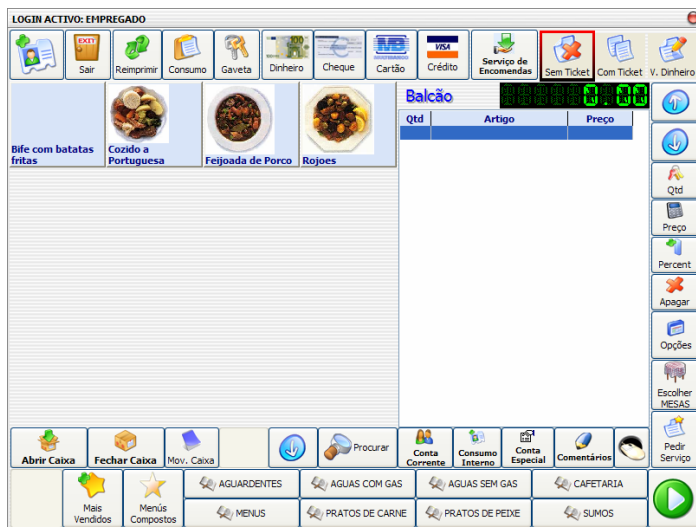 LOGIN ACTIVO: EMPREGADO
EXIT
Sair
Reimprimir
Consumo
Gaveta
100
Dinheiro
Cheque
MB
Cartão
VISA
Crédito
Serviço de
Encomendas
Sem Ticket
Com Ticket
V. Dinheiro
Bife com batatas
fritas
Cozido a
Portuguesa
Feijoada de Porco
Rojoes
Balcão
0.00
Qtd Artigo Preço
Qtd
Preço
Percent
Apagar
Opções
Escolher
MESAS
Pedir
Serviço
Abrir Caixa
Fechar Caixa
Mov. Caixa
Procurar
Conta
Corrente
Consumo
Interno
Conta
Especial
Comentários
Mais
Vendidos
Menús
Compostos
AGUARDENTES
AGUAS COM GAS
AGUAS SEM GAS
CAFETARIA
MENUS
PRATOS DE CARNE
PRATOS DE PEIXE
SUMOS